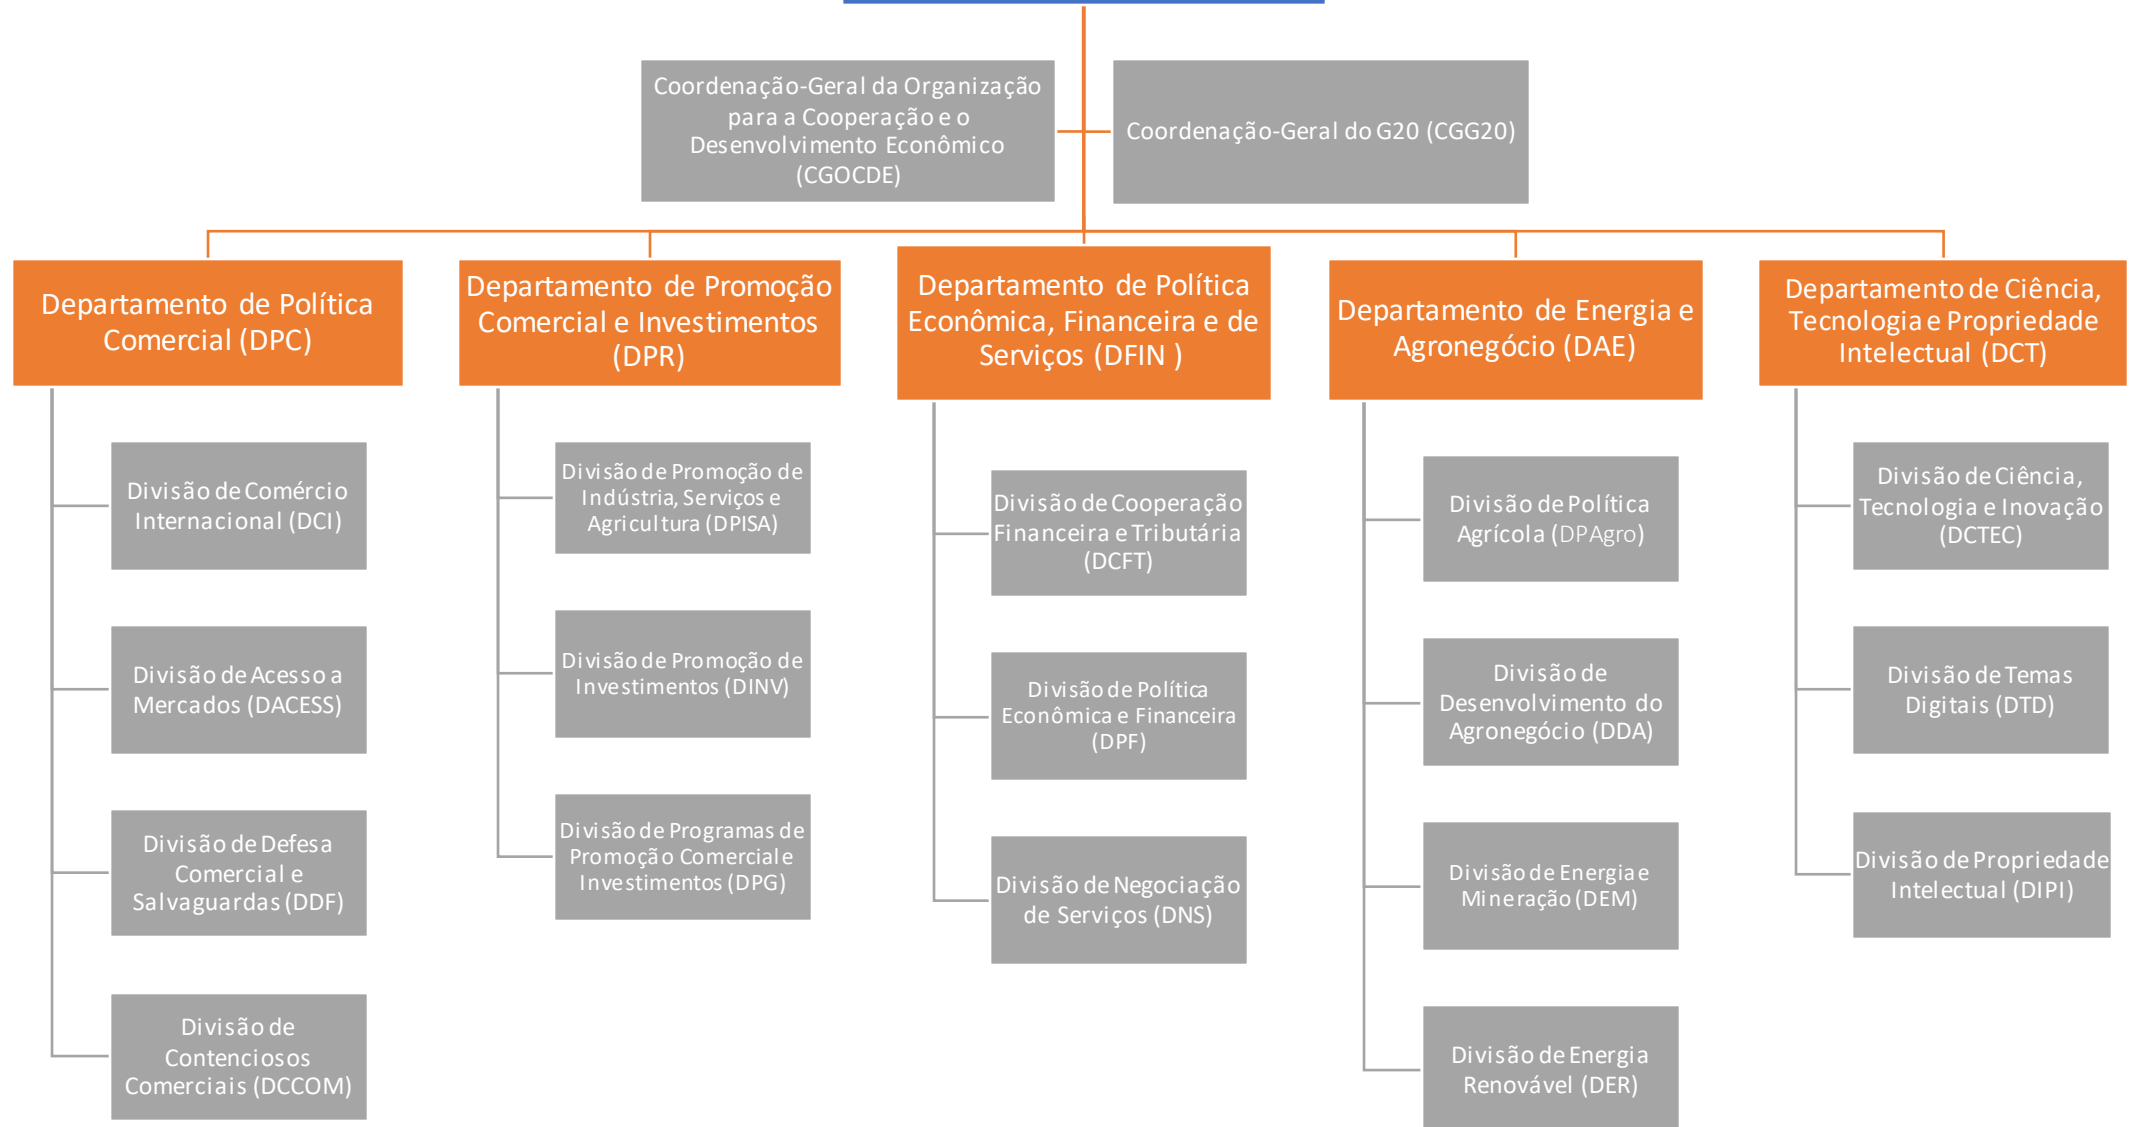 Coordenação-Geral da Organização
para a Cooperação e o
Desenvolvimento Econômico
(CGOCDE)
Coordenação-Geral do G20 (CGG20)
Departamento de Política
Comercial (DPC)
Departamento de Promoção
Comercial e Investimentos
(DPR)
Departamento de Política
Econômica, Financeira e de
Serviços (DFIN )
Departamento de Energia e
Agronegócio (DAE)
Departamento de Ciência,
Tecnologia e Propriedade
Intelectual (DCT)
Divisão de Comércio
Internacional (DCI)
Divisão de Acesso a
Mercados (DACESS)
Divisão de Defesa
Comercial e
Salvaguardas (DDF)
Divisão de
Contenciosos
Comerciais (DCCOM)
Divisão de Promoção de
Indústria, Serviços e
Agricultura (DPISA)
Divisão de Promoção de
Investimentos (DINV)
Divisão de Programas de
Promoção Comercial e
Investimentos (DPG)
Divisão de Cooperação
Financeira e Tributária
(DCFT)
Divisão de Política
Econômica e Financeira
(DPF)
Divisão de Negociação
de Serviços (DNS)
Divisão de Política
Agrícola (DPAgro)
Divisão de
Desenvolvimento do
Agronegócio (DDA)
Divisão de Energia e
Mineração (DEM)
Divisão de Energia
Renovável (DER)
Divisão de Ciência,
Tecnologia e Inovação
(DCTEC)
Divisão de Temas
Digitais (DTD)
Divisão de Propriedade
Intelectual (DIPI)